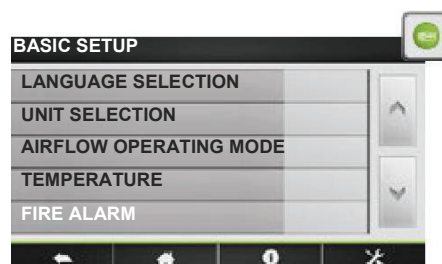 BASIC SETUP
LANGUAGE SELECTION
UNIT SELECTION
AIRFLOW OPERATING MODE
TEMPERATURE
FIRE ALARM